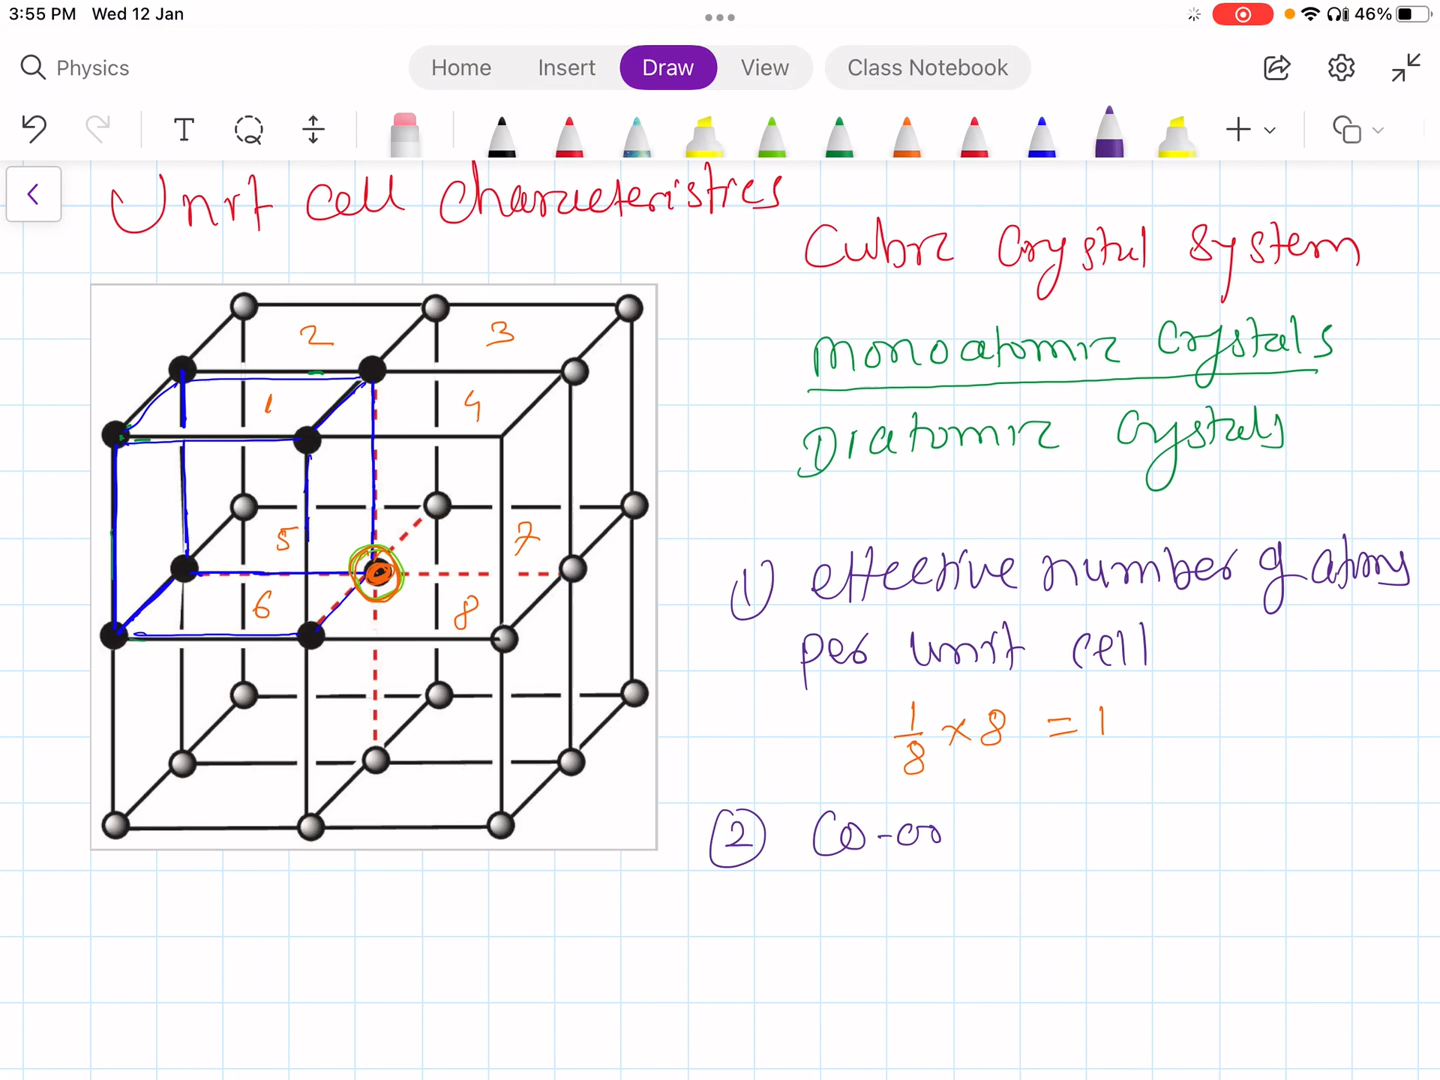 3:55 PM Wed 12 Jan
46%
Physics
Home Insert Draw View Class Notebook
Unit cell characteristics
Cubic Crystal System
monoatomic Crystals
Diatomic Crystals
2 3
1 4
5 7
6 8
1) effective number of atoms
per unit cell
1/8 × 8 = 1
2 Co-oo